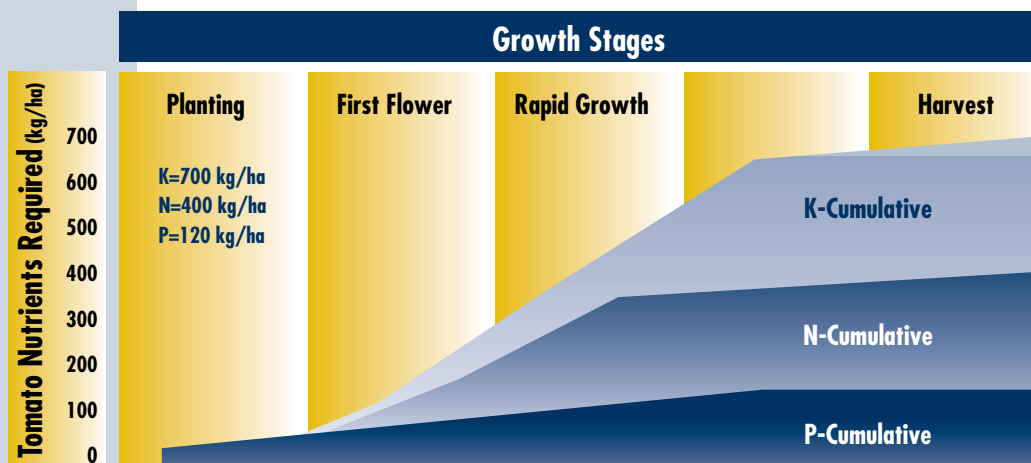 Growth Stages
Tomato Nutrients Required (kg/ha)
Planting
First Flower
Rapid Growth
Harvest
700
600
500
400
300
200
100
0
K=700 kg/ha
N=400 kg/ha
P=120 kg/ha
K-Cumulative
N-Cumulative
P-Cumulative